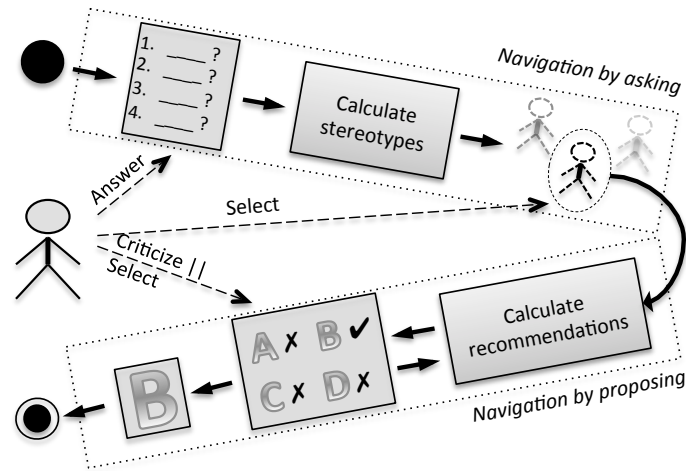 Navigation by asking
1. ____ ?
2. ____ ?
3. ____ ?
4. ____ ?
Calculate
stereotypes
Answer
Select
Criticize ||
Select
A ✗ B ✓
C ✗ D ✗
Calculate
recommendations
B
Navigation by proposing